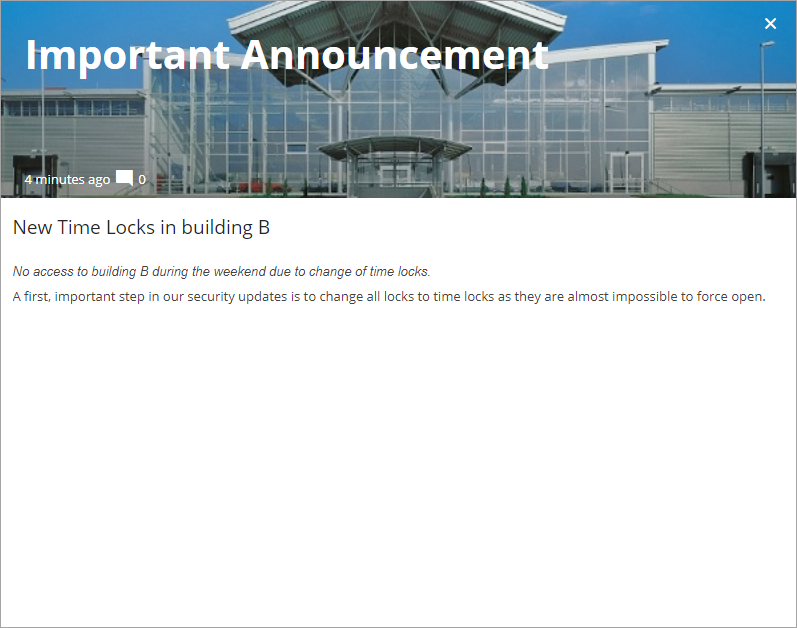 Important Announcement
4 minutes ago 0
New Time Locks in building B
No access to building B during the weekend due to change of time locks.
A first, important step in our security updates is to change all locks to time locks as they are almost impossible to force open.